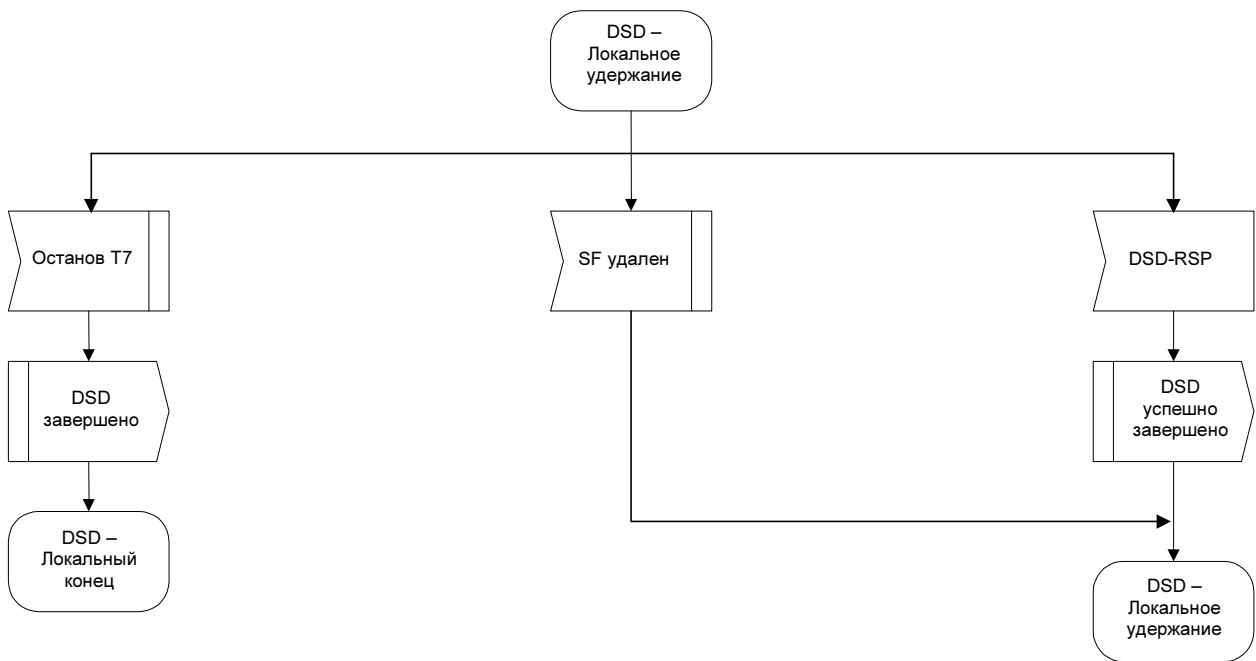 DSD –
Локальное
удержание
Останов T7
SF удален
DSD-RSP
DSD
завершено
DSD
успешно
завершено
DSD –
Локальный
конец
DSD –
Локальное
удержание